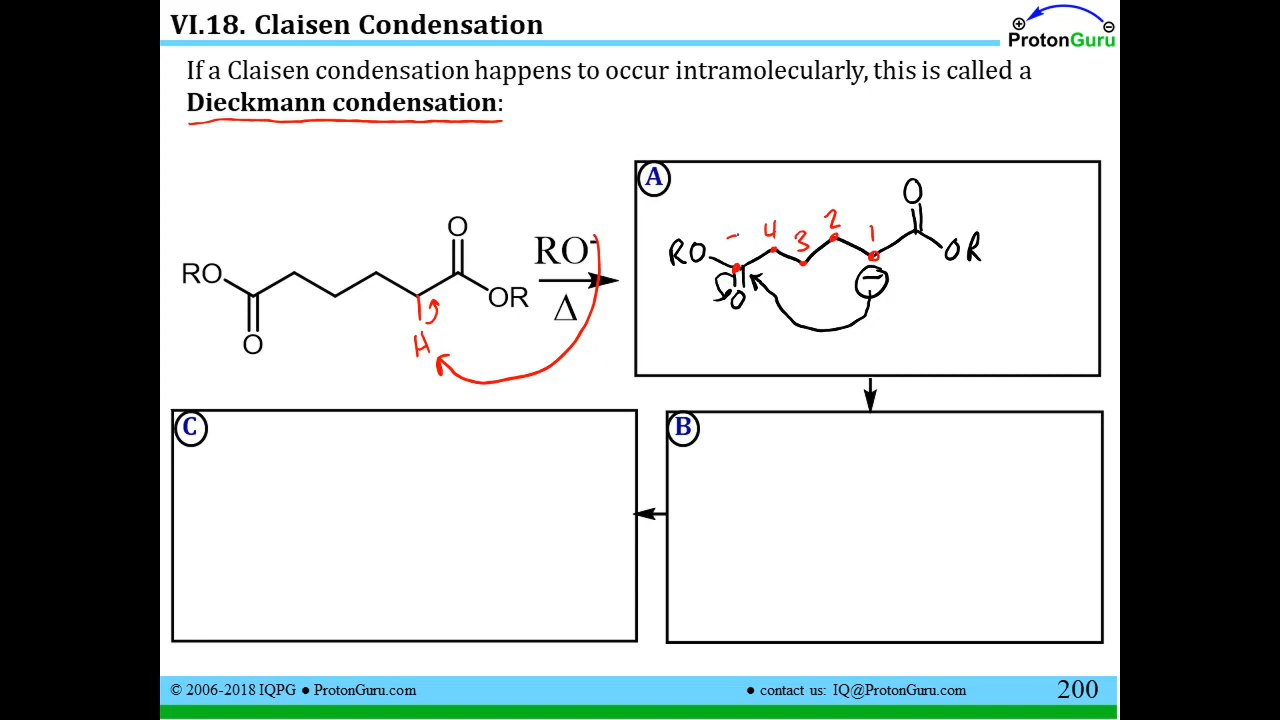 VI.18. Claisen Condensation
⊕ ⊖
ProtonGuru
If a Claisen condensation happens to occur intramolecularly, this is called a
Dieckmann condensation:
A
O
RO
O
OR
H
RO⁻
Δ
RO
4
3
2
1
O
OR
O
−
C
B
© 2006-2018 IQPG ● ProtonGuru.com
● contact us: IQ@ProtonGuru.com
200